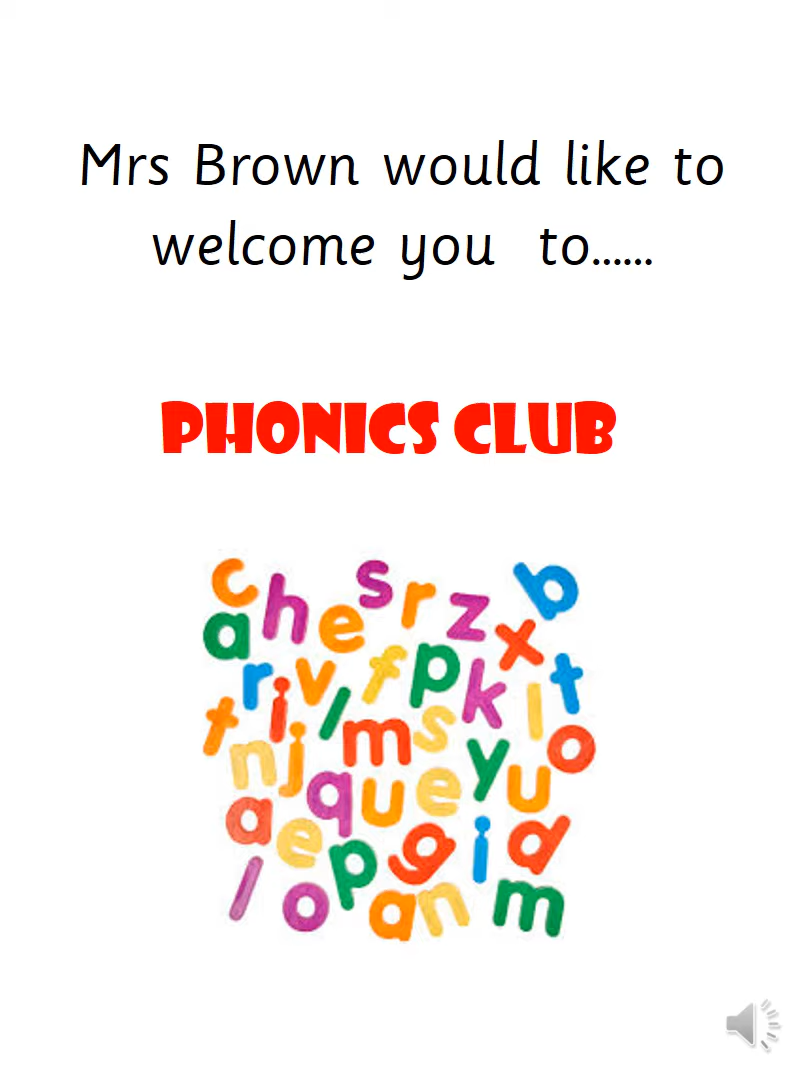 Mrs Brown would like to
welcome you to......
PHONICS CLUB
c h s r z b
a e x
r i v l f p k l t
t n j m s y u o
a e q u e
l o p g i d
a n m